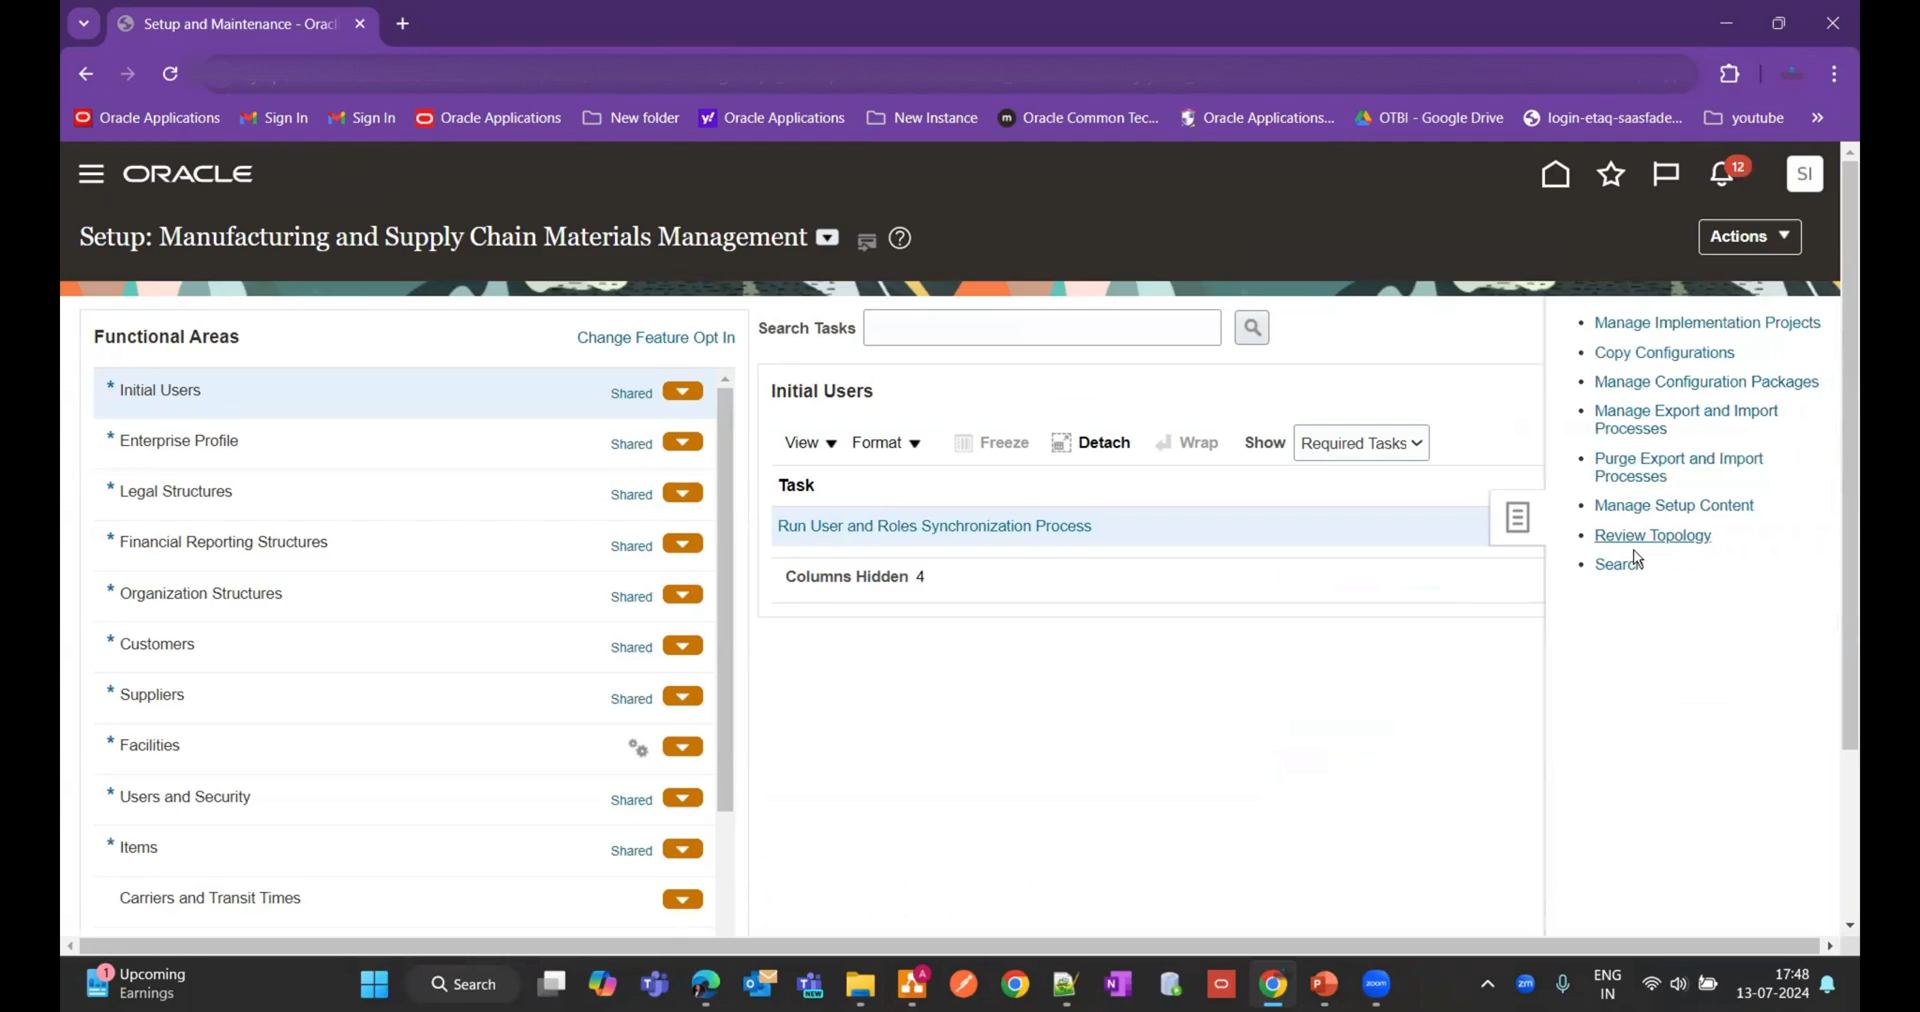 Setup and Maintenance - Oracl
Oracle Applications
Sign In
Sign In
Oracle Applications
New folder
Oracle Applications
New Instance
Oracle Common Tec...
Oracle Applications...
OTBI - Google Drive
login-etaq-saasfade...
youtube
»
ORACLE
12
SI
Setup: Manufacturing and Supply Chain Materials Management
Actions
Functional Areas
Change Feature Opt In
* Initial Users Shared
* Enterprise Profile Shared
* Legal Structures Shared
* Financial Reporting Structures Shared
* Organization Structures Shared
* Customers Shared
* Suppliers Shared
* Facilities
* Users and Security Shared
* Items Shared
Carriers and Transit Times
Search Tasks
Initial Users
View Format Freeze Detach Wrap Show Required Tasks
Task
Run User and Roles Synchronization Process
Columns Hidden 4
• Manage Implementation Projects
• Copy Configurations
• Manage Configuration Packages
• Manage Export and Import
Processes
• Purge Export and Import
Processes
• Manage Setup Content
• Review Topology
• Search
1
Upcoming
Earnings
Search
A
NEW
N
P
zoom
zm
ENG
IN
17:48
13-07-2024